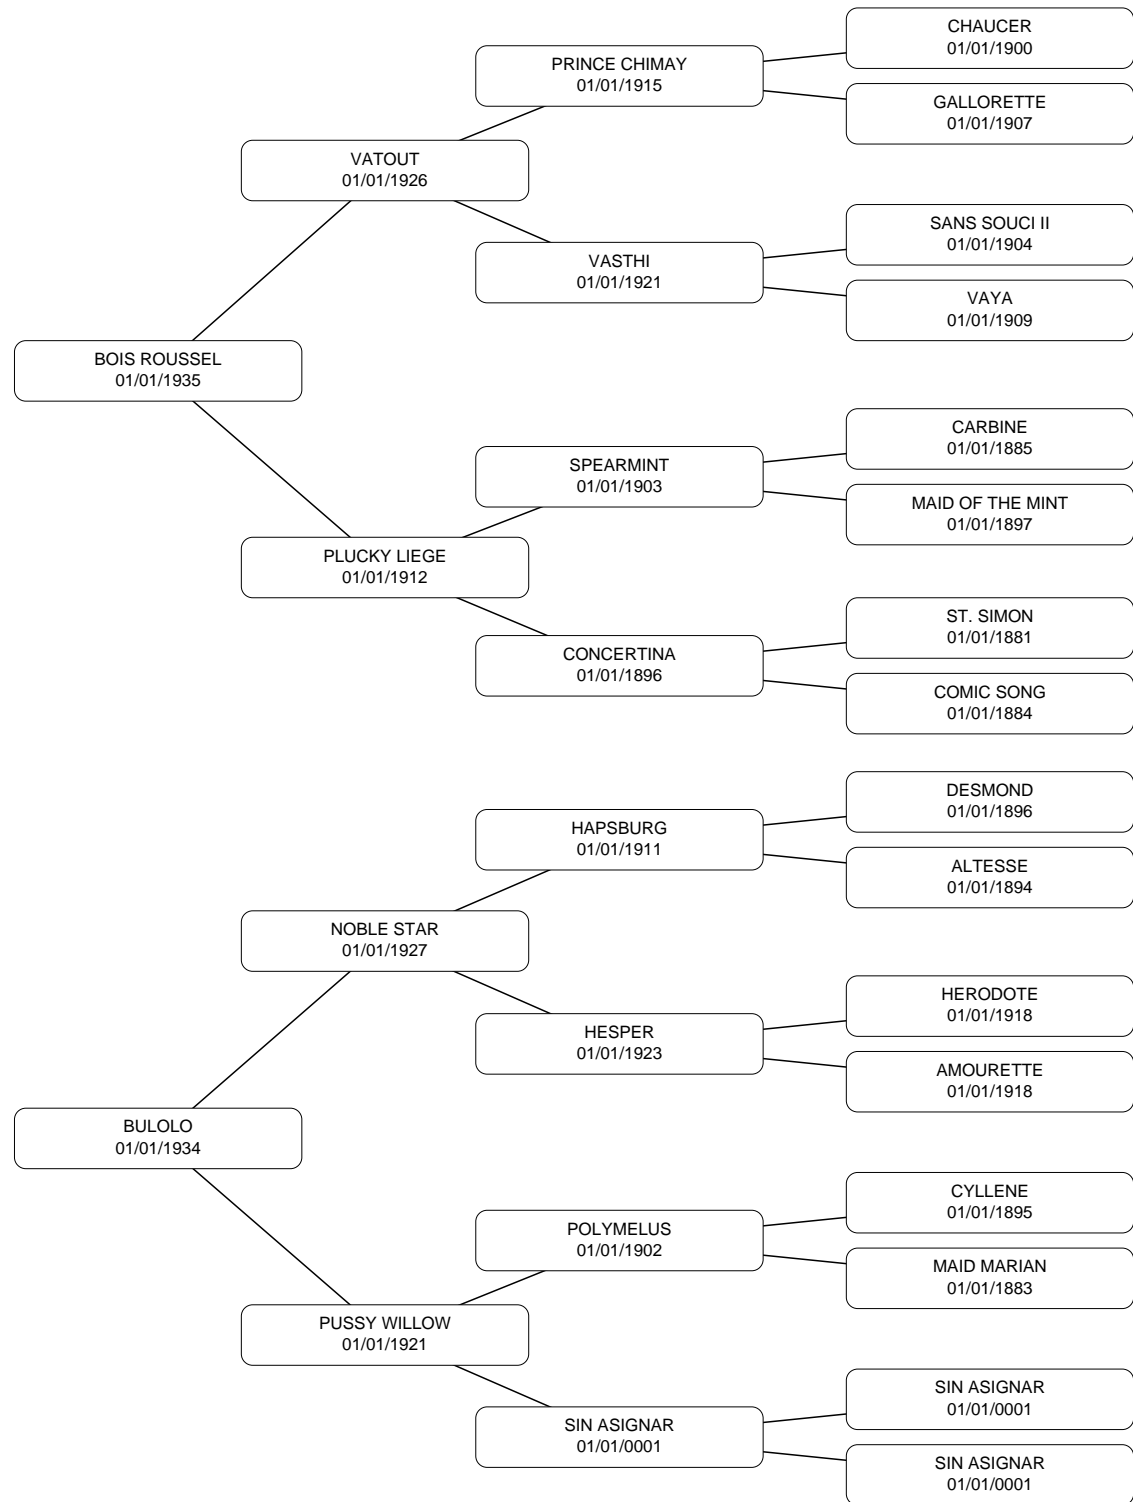 CHAUCER
01/01/1900
PRINCE CHIMAY
01/01/1915
GALLORETTE
01/01/1907
VATOUT
01/01/1926
SANS SOUCI II
01/01/1904
VASTHI
01/01/1921
VAYA
01/01/1909
BOIS ROUSSEL
01/01/1935
CARBINE
01/01/1885
SPEARMINT
01/01/1903
MAID OF THE MINT
01/01/1897
PLUCKY LIEGE
01/01/1912
ST. SIMON
01/01/1881
CONCERTINA
01/01/1896
COMIC SONG
01/01/1884
DESMOND
01/01/1896
HAPSBURG
01/01/1911
ALTESSE
01/01/1894
NOBLE STAR
01/01/1927
HERODOTE
01/01/1918
HESPER
01/01/1923
AMOURETTE
01/01/1918
BULOLO
01/01/1934
CYLLENE
01/01/1895
POLYMELUS
01/01/1902
MAID MARIAN
01/01/1883
PUSSY WILLOW
01/01/1921
SIN ASIGNAR
01/01/0001
SIN ASIGNAR
01/01/0001
SIN ASIGNAR
01/01/0001